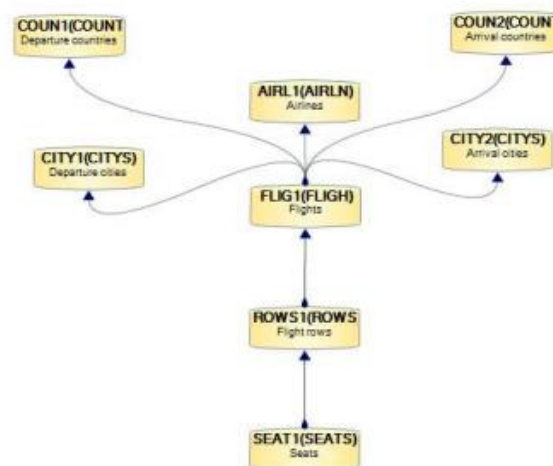 COUN1(COUNT
Departure countries
COUN2(COUNT
Arrival countries
AIRL1(AIRLN)
Airlines
CITY1(CITYS)
Departure cities
CITY2(CITYS)
Arrival cities
FLIG1(FLIGH)
Flights
ROWS1(ROWS
Flight rows
SEAT1(SEATS)
Seats